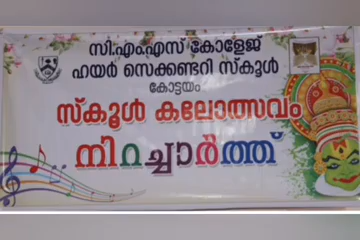 സി.എം.എസ് കോളേജ്
ഹയർ സെക്കണ്ടറി സ്കൂൾ
കോട്ടയം
സ്കൂൾ കലോത്സവം
നിറച്ചാർത്ത്